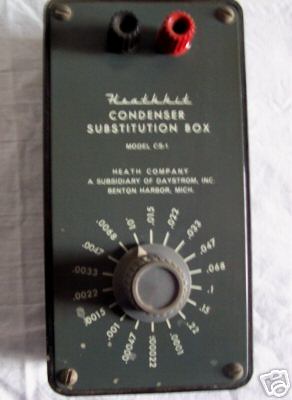 Heathkit
CONDENSER
SUBSTITUTION BOX
MODEL CS-1
HEATH COMPANY
A SUBSIDIARY OF DAYSTROM, INC.
BENTON HARBOR, MICH.
.0001
.00022
.00047
.001
.0015
.0022
.0033
.0047
.0068
.01
.015
.022
.033
.047
.068
.1
.15
.22